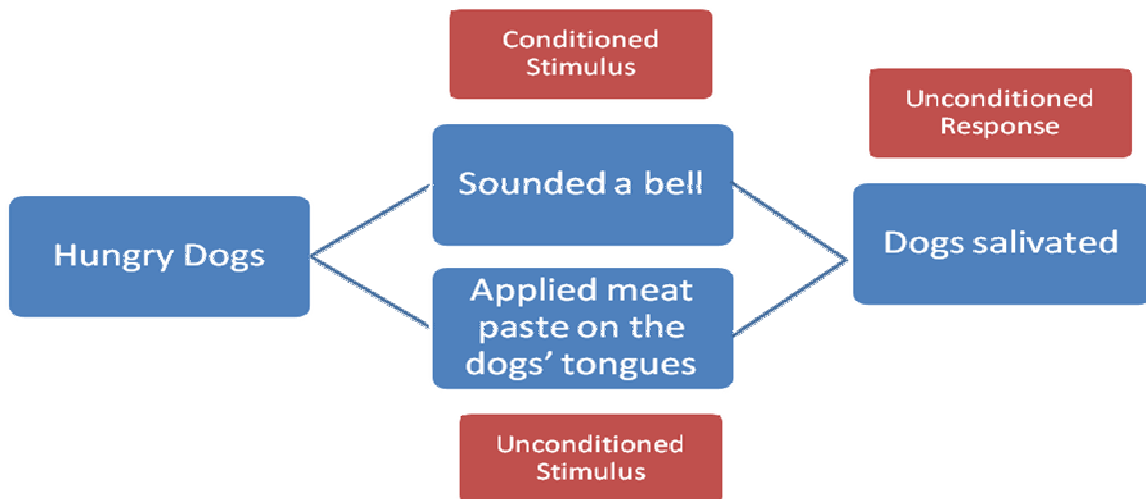 Conditioned
Stimulus
Unconditioned
Response
Sounded a bell
Hungry Dogs
Dogs salivated
Applied meat
paste on the
dogs’ tongues
Unconditioned
Stimulus